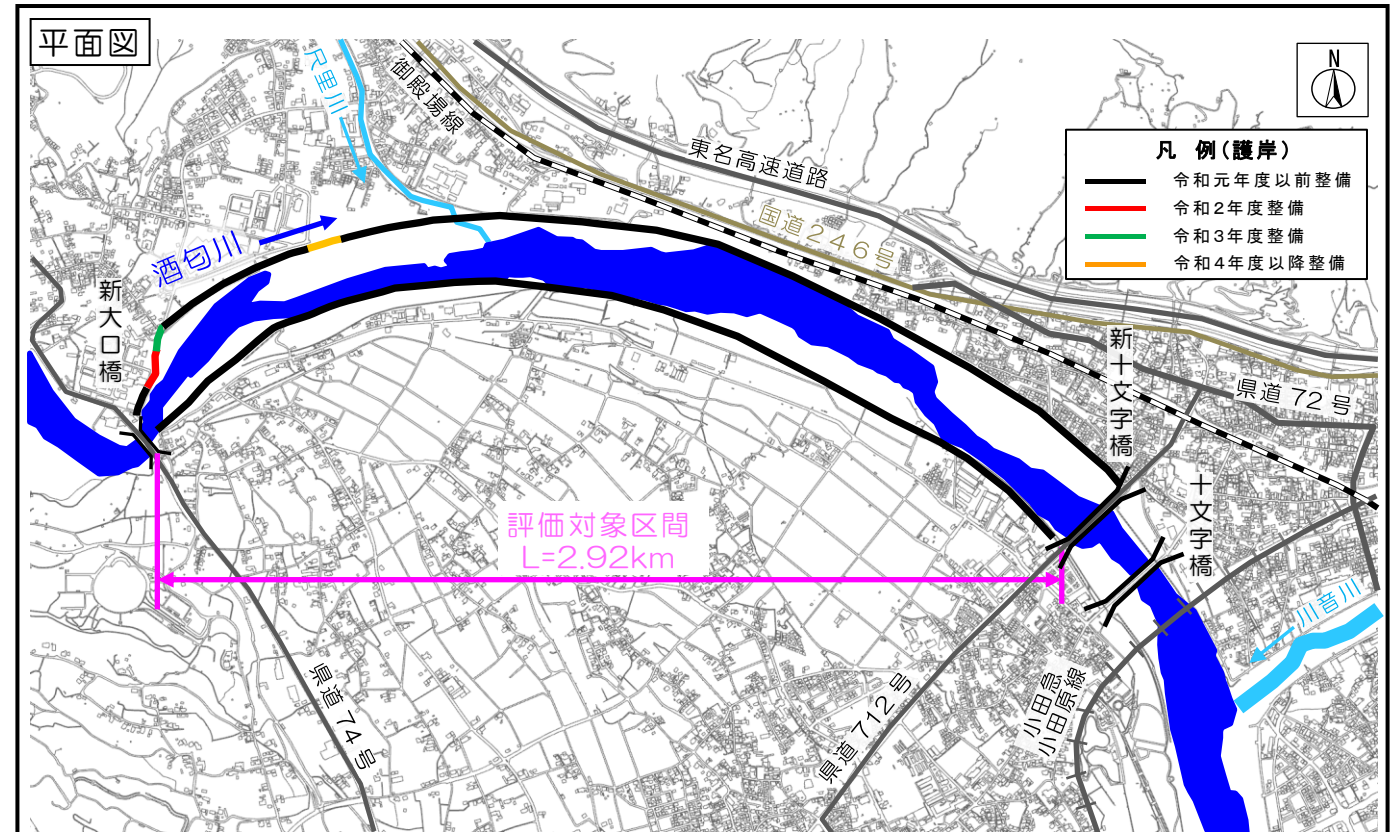 平面図
N
凡 例(護岸)
令和元年度以前整備
令和2年度整備
令和3年度整備
令和4年度以降整備
尺里川
御殿場線
東名高速道路
国道246号
酒匂川
新大口橋
新十文字橋
県道72号
十文字橋
評価対象区間
L=2.92km
川音川
県道74号
県道712号
小田急
小田原線